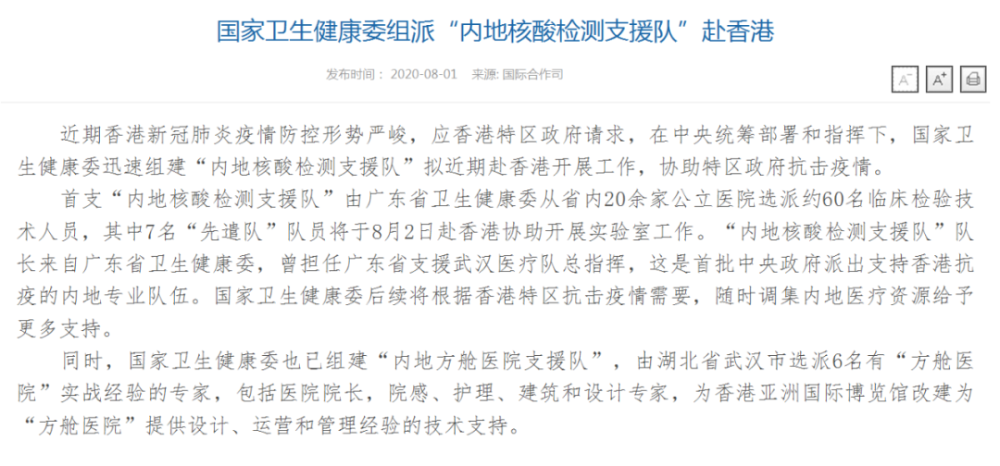 国家卫生健康委组派“内地核酸检测支援队”赴香港
发布时间： 2020-08-01 来源: 国际合作司
A-
A+
近期香港新冠肺炎疫情防控形势严峻，应香港特区政府请求，在中央统筹部署和指挥下，国家卫
生健康委迅速组建“内地核酸检测支援队”拟近期赴香港开展工作，协助特区政府抗击疫情。
首支“内地核酸检测支援队”由广东省卫生健康委从省内20余家公立医院选派约60名临床检验技
术人员，其中7名“先遣队”队员将于8月2日赴香港协助开展实验室工作。“内地核酸检测支援队”队
长来自广东省卫生健康委，曾担任广东省支援武汉医疗队总指挥，这是首批中央政府派出支持香港抗
疫的内地专业队伍。国家卫生健康委后续将根据香港特区抗击疫情需要，随时调集内地医疗资源给予
更多支持。
同时，国家卫生健康委也已组建“内地方舱医院支援队”，由湖北省武汉市选派6名有“方舱医
院”实战经验的专家，包括医院院长，院感、护理、建筑和设计专家，为香港亚洲国际博览馆改建为
“方舱医院”提供设计、运营和管理经验的技术支持。